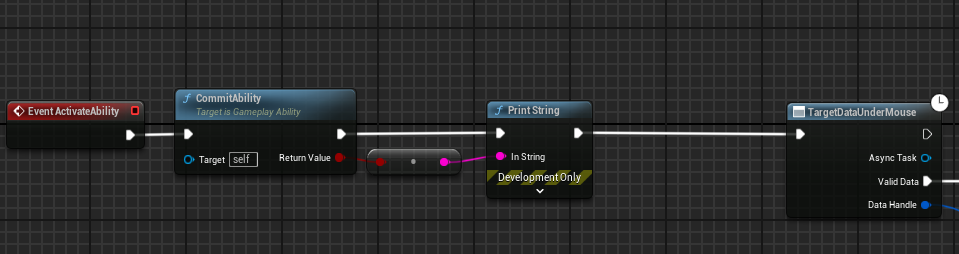 Event ActivateAbility
CommitAbility
Target is Gameplay Ability
Target self
Return Value
Print String
In String
Development Only
TargetDataUnderMouse
Async Task
Valid Data
Data Handle